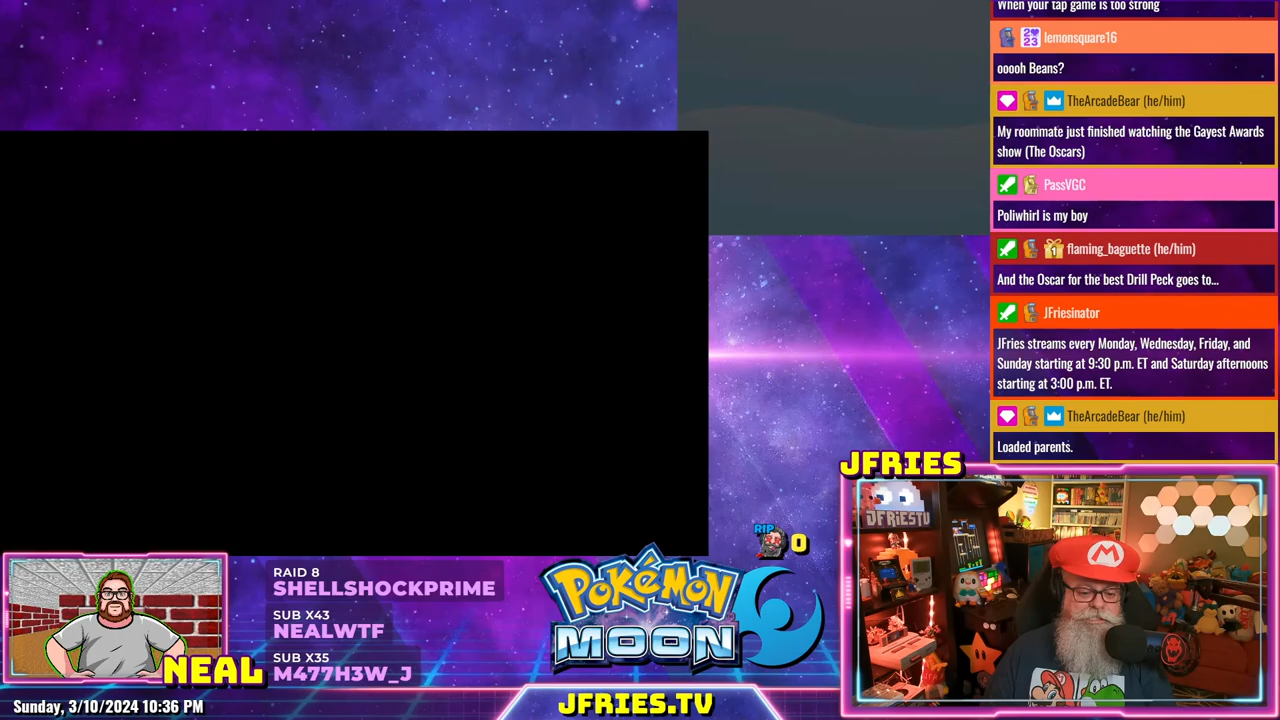 When your tap game is too strong
lemonsquare16
ooooh Beans?
TheArcadeBear (he/him)
My roommate just finished watching the Gayest Awards
show (The Oscars)
PassVGC
Poliwhirl is my boy
flaming_baguette (he/him)
And the Oscar for the best Drill Peck goes to...
JFriesinator
JFries streams every Monday, Wednesday, Friday, and
Sunday starting at 9:30 p.m. ET and Saturday afternoons
starting at 3:00 p.m. ET.
TheArcadeBear (he/him)
Loaded parents.
JFRIES
JFRIESTV
RIP
0
RAID 8
SHELLSHOCKPRIME
SUB X43
NEALWTF
SUB X35
M477H3W_J
NEAL
POKéMON
MOON
JFRIES.TV
Sunday, 3/10/2024 10:36 PM